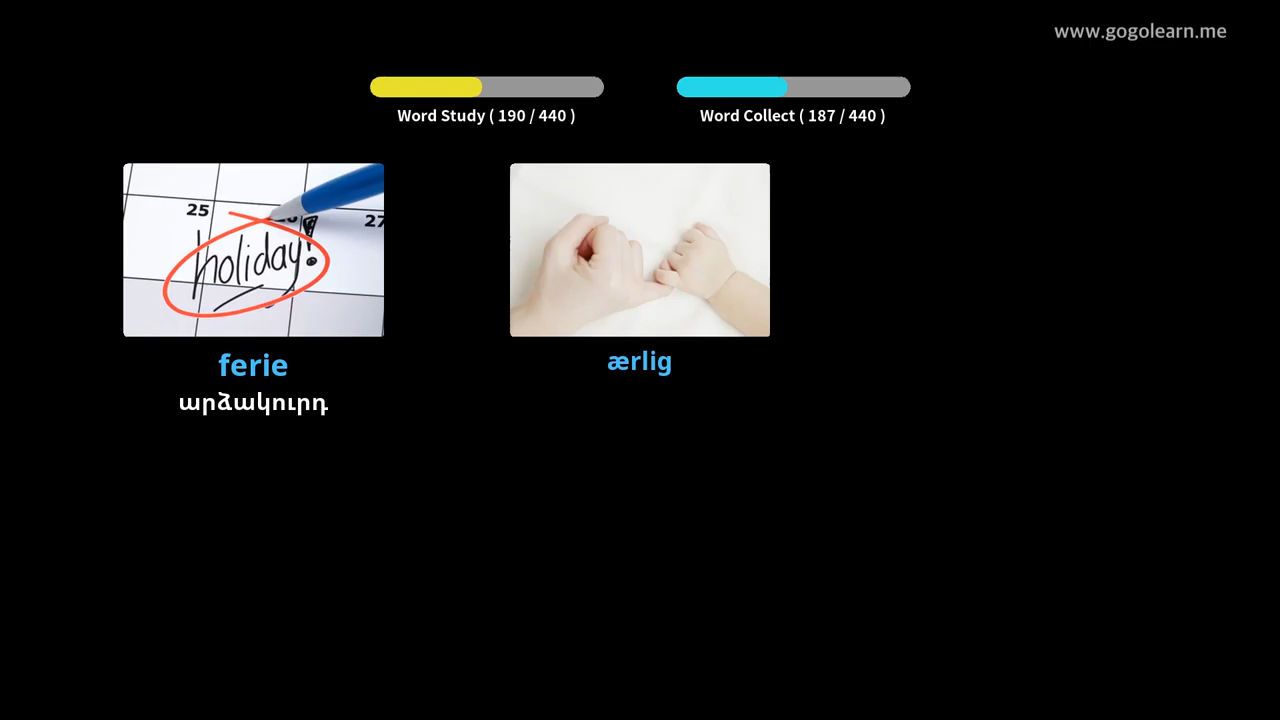 www.gogolearn.me
Word Study ( 190 / 440 )
Word Collect ( 187 / 440 )
25
27
holiday!
ferie
արձակուրդ
ærlig